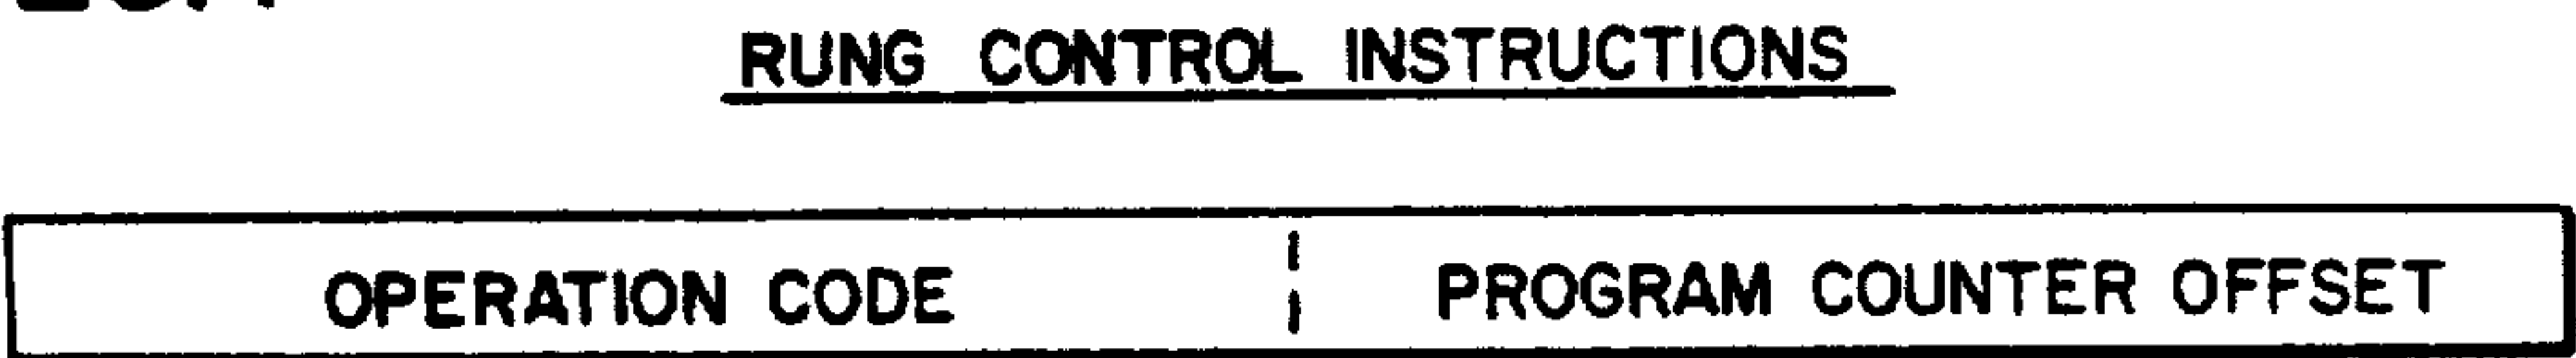 RUNG CONTROL INSTRUCTIONS
OPERATION CODE PROGRAM COUNTER OFFSET